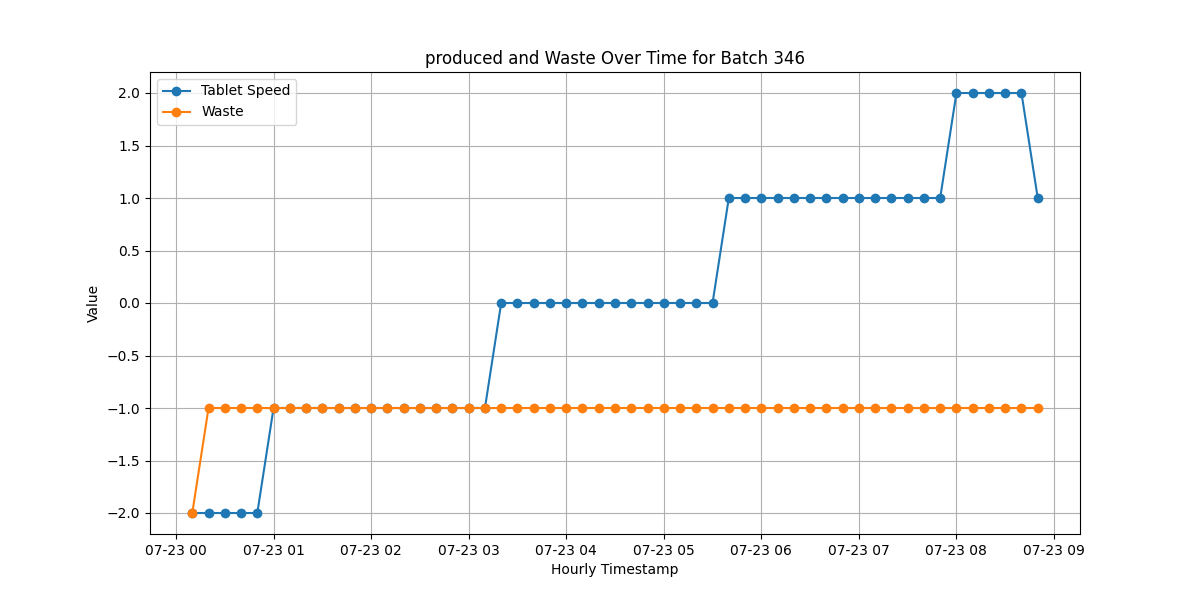 produced and Waste Over Time for Batch 346
Tablet Speed
Waste
2.0
1.5
1.0
0.5
0.0
−0.5
−1.0
−1.5
−2.0
Value
07-23 00 07-23 01 07-23 02 07-23 03 07-23 04 07-23 05 07-23 06 07-23 07 07-23 08 07-23 09
Hourly Timestamp